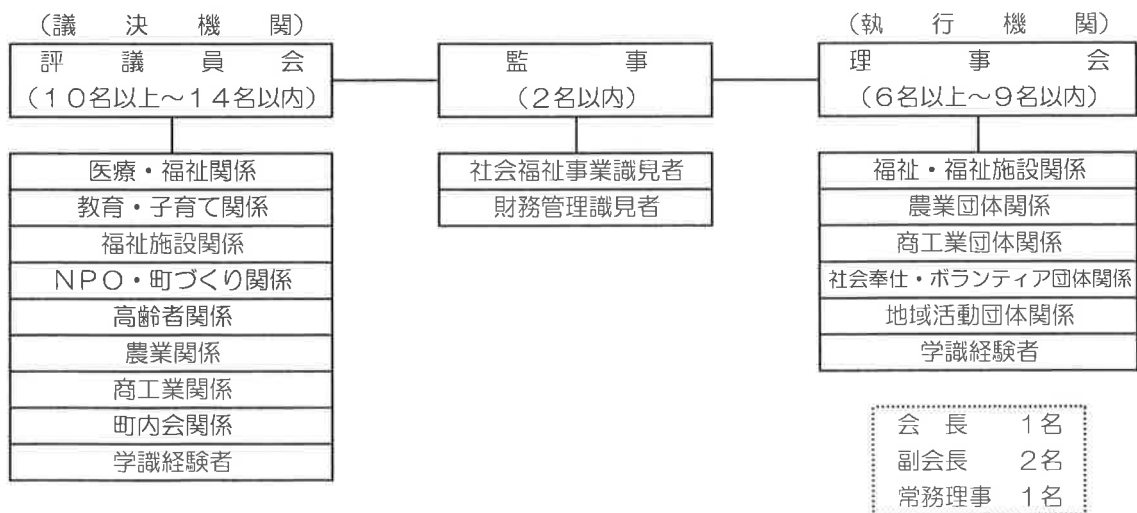 （議決機関）
評議員会
（１０名以上～１４名以内）
医療・福祉関係
教育・子育て関係
福祉施設関係
ＮＰＯ・町づくり関係
高齢者関係
農業関係
商工業関係
町内会関係
学識経験者
監事
（２名以内）
社会福祉事業識見者
財務管理識見者
（執行機関）
理事会
（６名以上～９名以内）
福祉・福祉施設関係
農業団体関係
商工業団体関係
社会奉仕・ボランティア団体関係
地域活動団体関係
学識経験者
会長　１名
副会長　２名
常務理事　１名